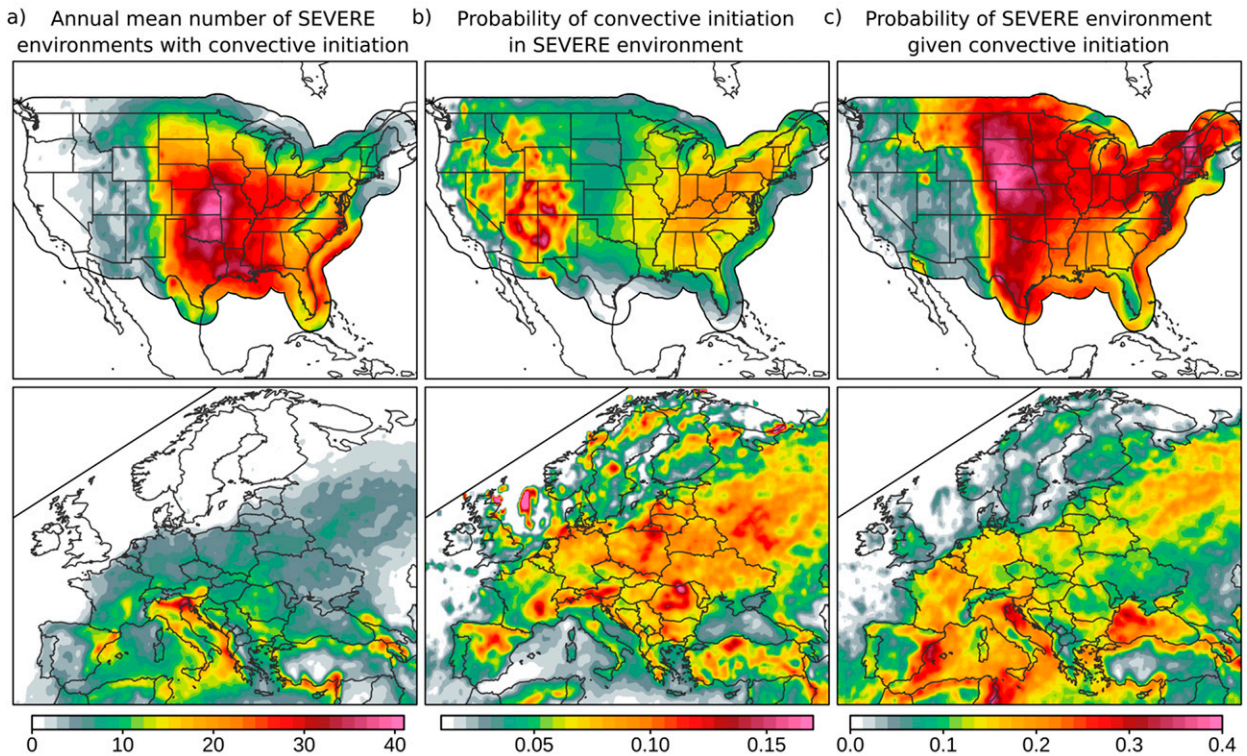 a) Annual mean number of SEVERE
environments with convective initiation
b) Probability of convective initiation
in SEVERE environment
c) Probability of SEVERE environment
given convective initiation
0 10 20 30 40
0.05 0.10 0.15
0.0 0.1 0.2 0.3 0.4